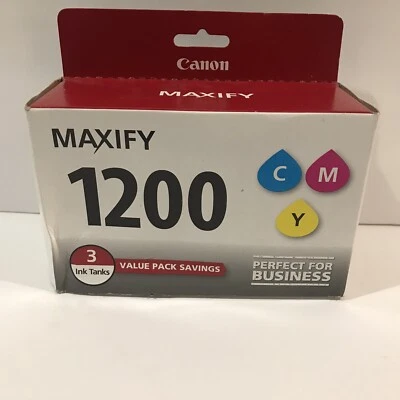 Canon
MAXIFY
MAXIFY
1200
C
M
Y
3
Ink Tanks
VALUE PACK SAVINGS
PERFECT FOR
BUSINESS